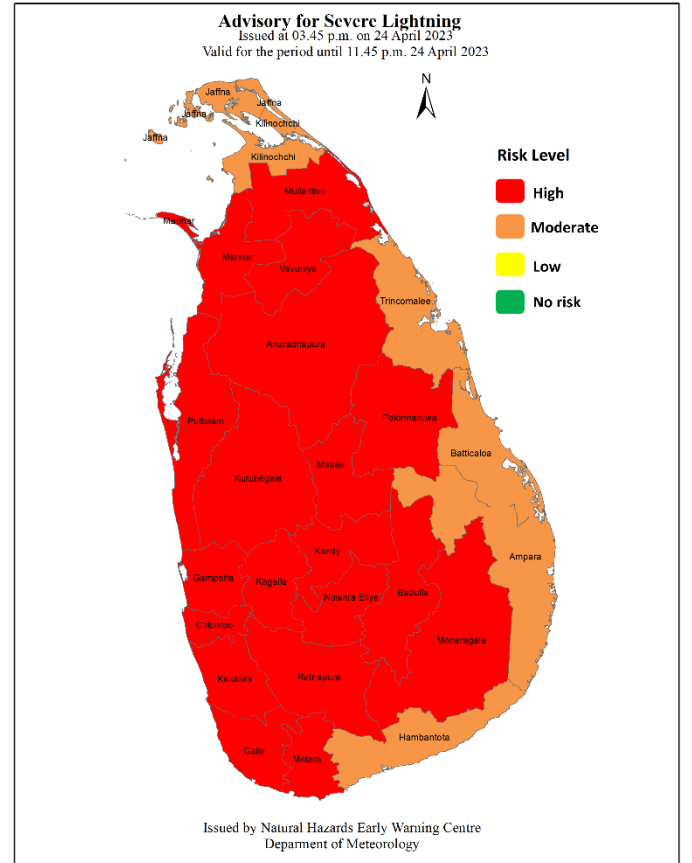 Advisory for Severe Lightning
Issued at 03.45 p.m. on 24 April 2023
Valid for the period until 11.45 p.m. 24 April 2023
N
Jaffna
Jaffna
Jaffna
Kilinochchi
Jaffna
Kilinochchi
Risk Level
High
Moderate
Low
No risk
Mullaittivu
Mannar
Mannar
Vavuniya
Trincomalee
Anuradhapura
Polonnaruwa
Puttalam
Batticaloa
Matale
Kurunegala
Kandy
Ampara
Gampaha
Kegalle
Badulla
Nuwara Eliya
Colombo
Moneragala
Kalutara
Ratnapura
Hambantota
Galle
Matara
Issued by Natural Hazards Early Warning Centre
Deparment of Meteorology